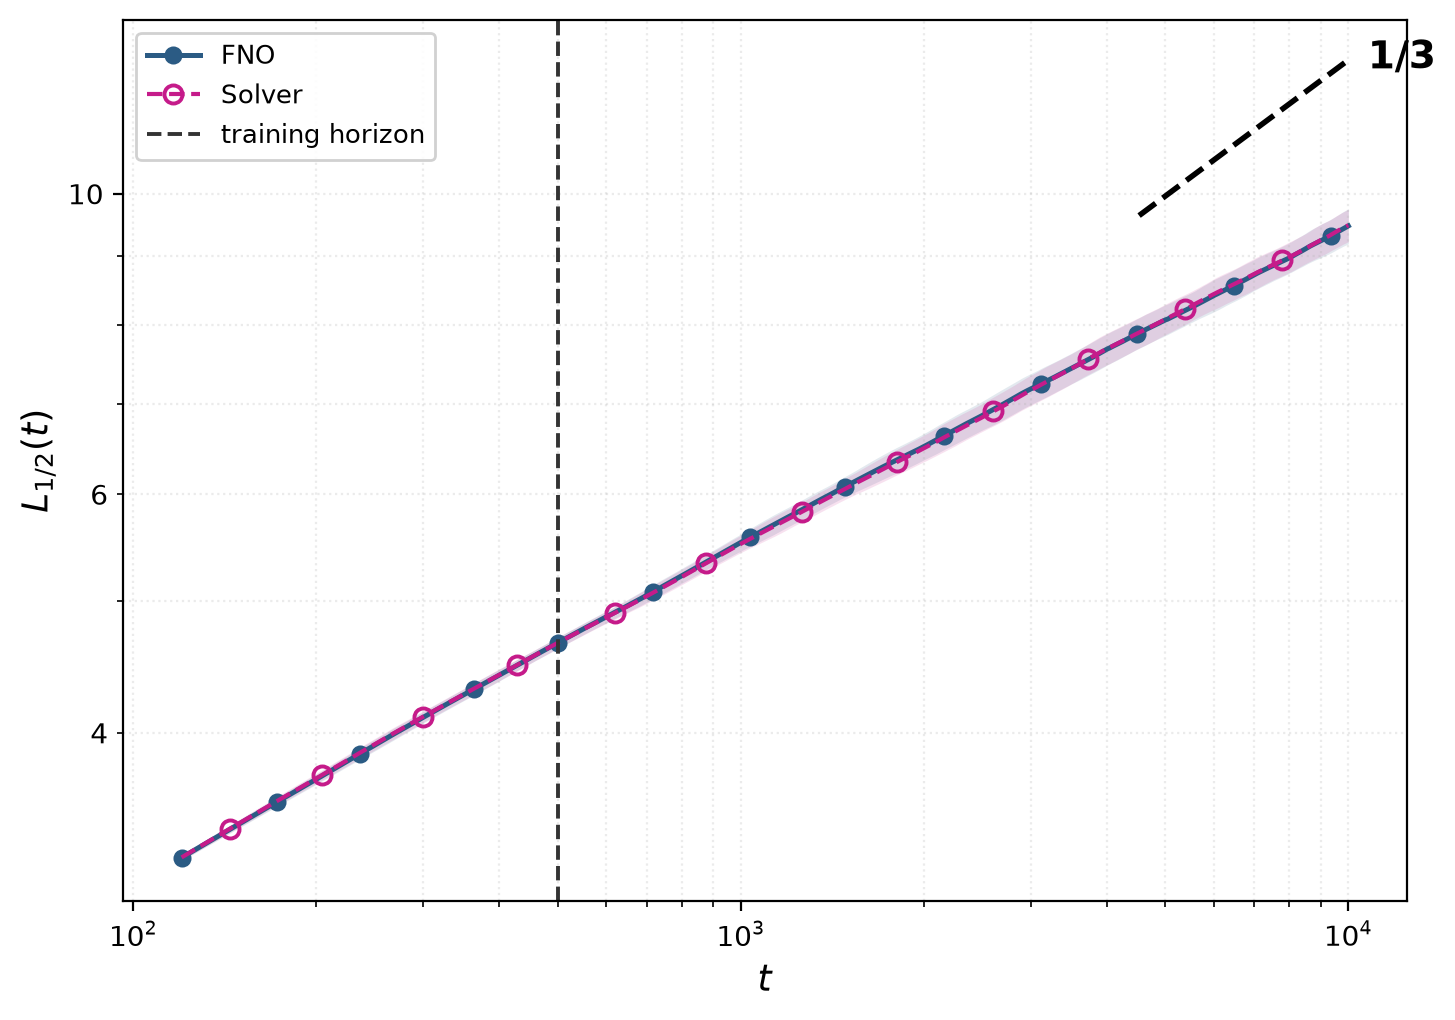 FNO
Solver
training horizon
1/3
10
6
4
L_{1/2}(t)
10^2
10^3
10^4
t